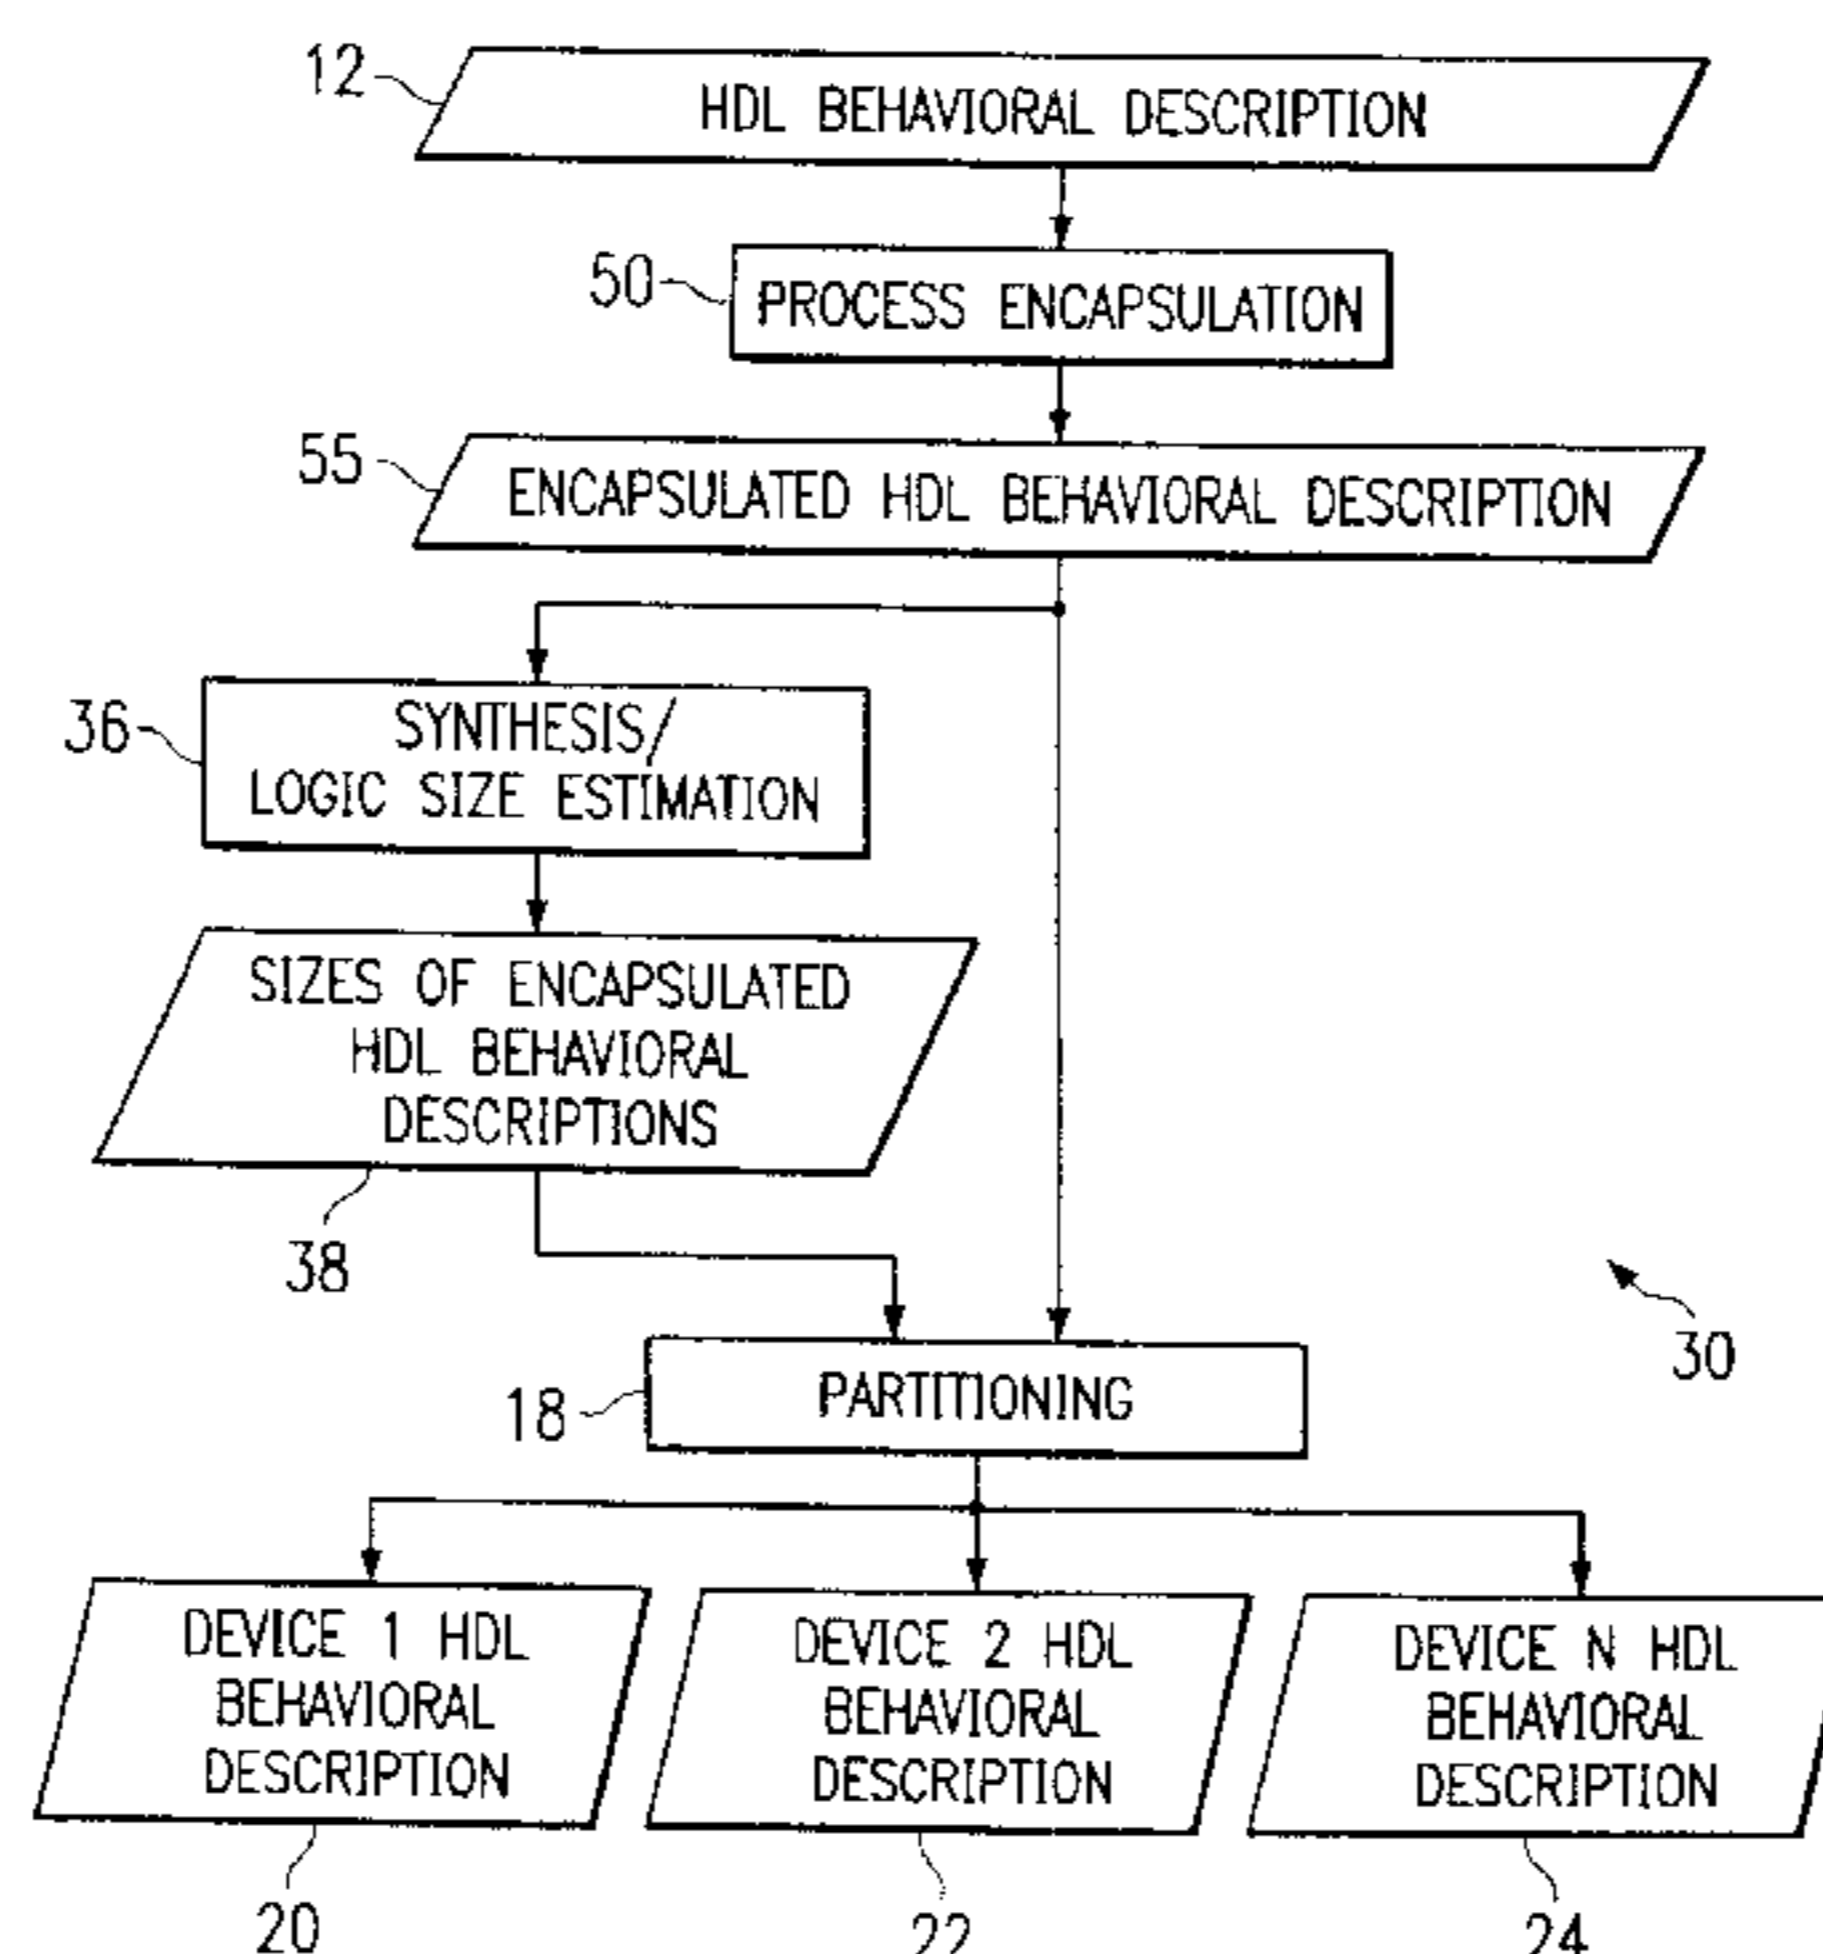 12
HDL BEHAVIORAL DESCRIPTION
50
PROCESS ENCAPSULATION
55
ENCAPSULATED HDL BEHAVIORAL DESCRIPTION
36
SYNTHESIS/
LOGIC SIZE ESTIMATION
SIZES OF ENCAPSULATED
HDL BEHAVIORAL
DESCRIPTIONS
38
30
18
PARTITIONING
DEVICE 1 HDL
BEHAVIORAL
DESCRIPTION
DEVICE 2 HDL
BEHAVIORAL
DESCRIPTION
DEVICE N HDL
BEHAVIORAL
DESCRIPTION
20
22
24